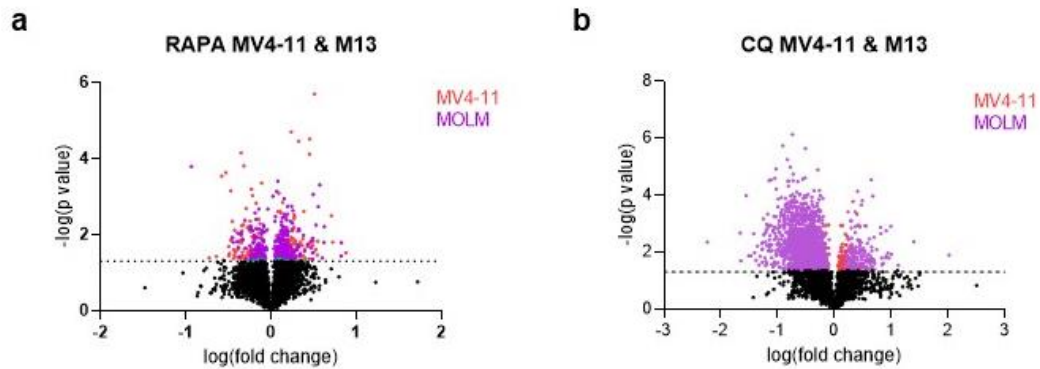 a
RAPA MV4-11 & M13
6
4
2
0
-2
-1
0
1
2
-log(p value)
log(fold change)
MV4-11
MOLM
b
CQ MV4-11 & M13
8
6
4
2
0
-3
-2
-1
0
1
2
3
-log(p value)
log(fold change)
MV4-11
MOLM